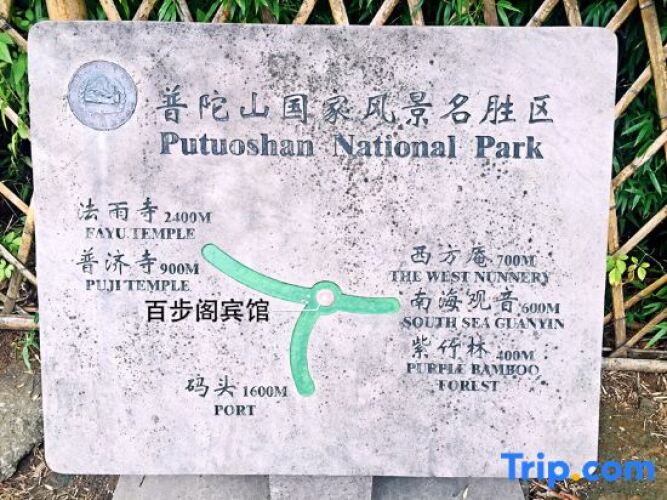 普陀山国家风景名胜区
Putuoshan National Park
法雨寺 2400M
FAYU TEMPLE
普济寺 900M
PUJI TEMPLE
百步阁宾馆
西方庵 700M
THE WEST NUNNERY
南海观音 600M
SOUTH SEA GUANYIN
紫竹林 400M
PURPLE BAMBOO
FOREST
码头 1600M
PORT
Trip.com